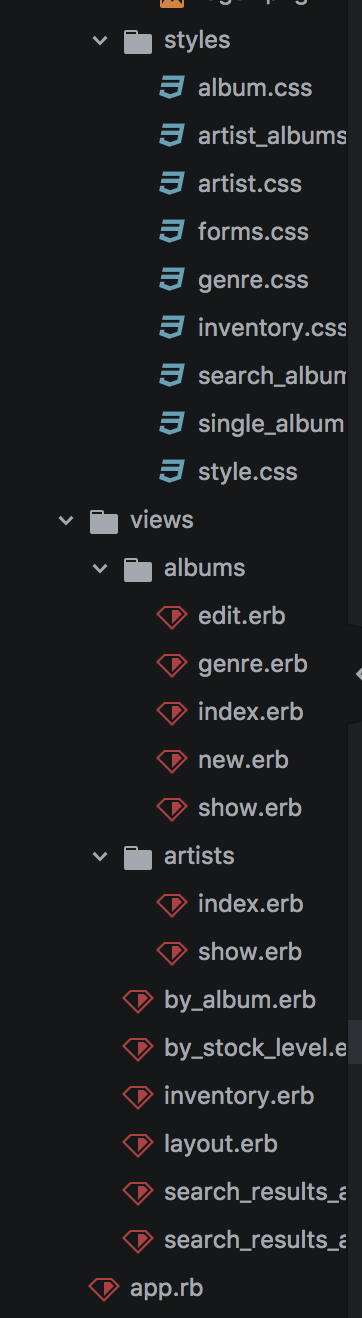 styles
album.css
artist_albums
artist.css
forms.css
genre.css
inventory.css
search_album
single_album
style.css
views
albums
edit.erb
genre.erb
index.erb
new.erb
show.erb
artists
index.erb
show.erb
by_album.erb
by_stock_level.e
inventory.erb
layout.erb
search_results_a
search_results_a
app.rb